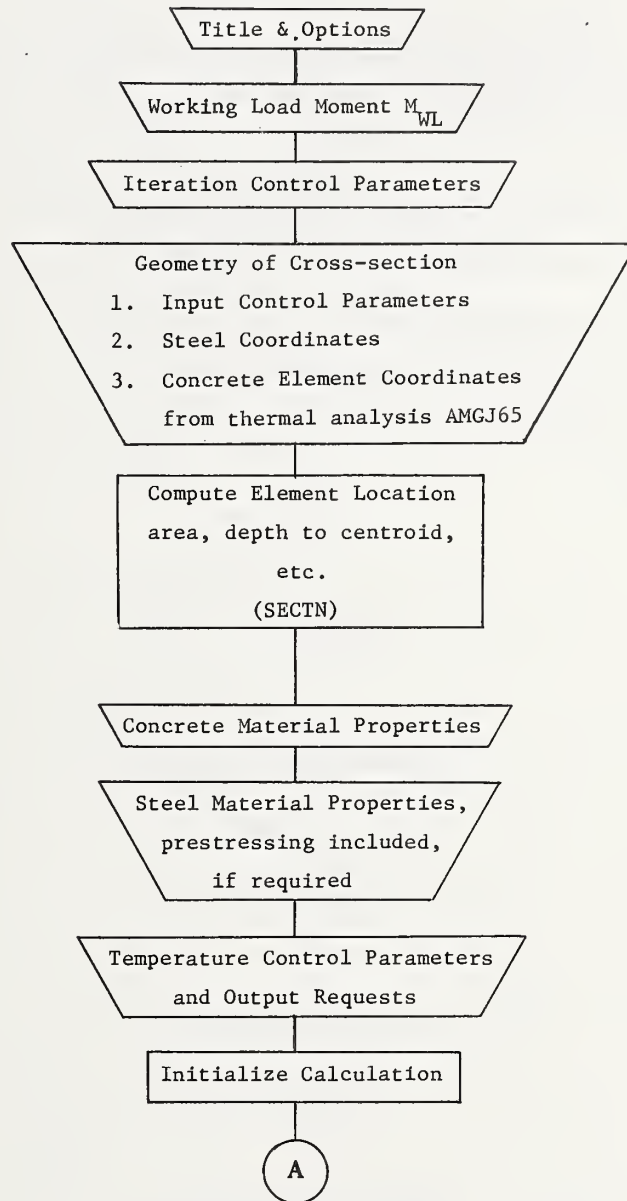 Title & Options
Working Load Moment M_WL
Iteration Control Parameters
Geometry of Cross-section
1. Input Control Parameters
2. Steel Coordinates
3. Concrete Element Coordinates
from thermal analysis AMGJ65
Compute Element Location
area, depth to centroid,
etc.
(SECTN)
Concrete Material Properties
Steel Material Properties,
prestressing included,
if required
Temperature Control Parameters
and Output Requests
Initialize Calculation
A